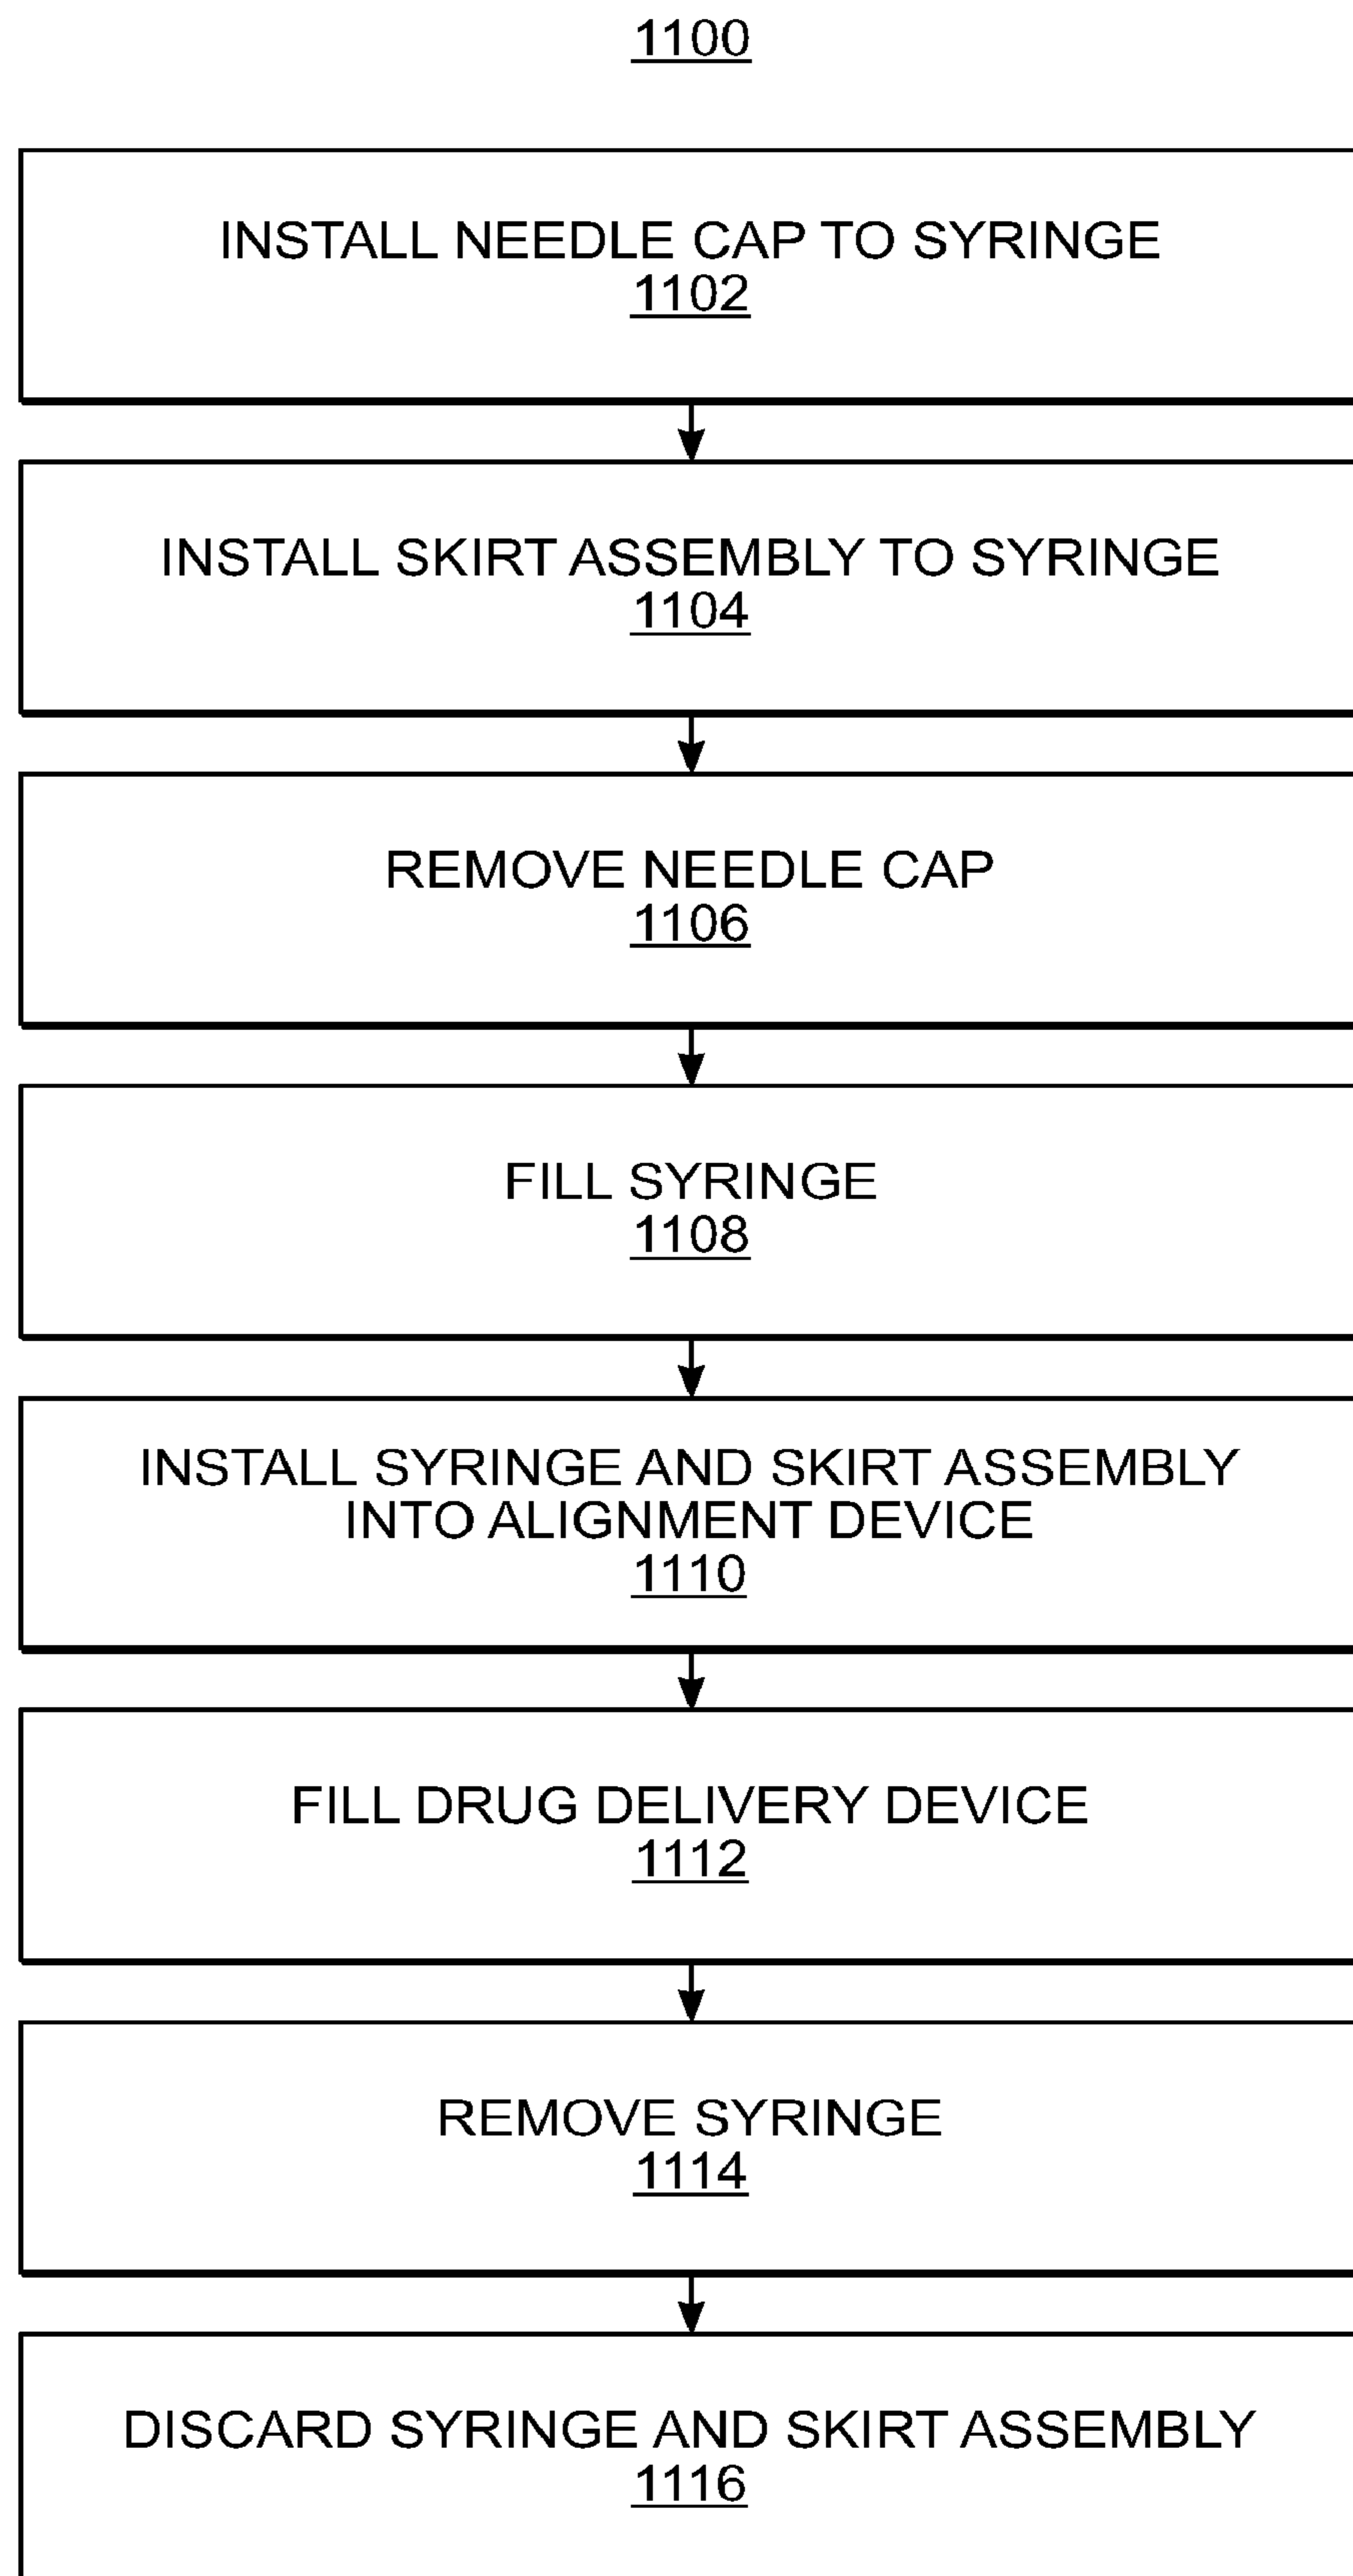 1100
INSTALL NEEDLE CAP TO SYRINGE
1102
INSTALL SKIRT ASSEMBLY TO SYRINGE
1104
REMOVE NEEDLE CAP
1106
FILL SYRINGE
1108
INSTALL SYRINGE AND SKIRT ASSEMBLY
INTO ALIGNMENT DEVICE
1110
FILL DRUG DELIVERY DEVICE
1112
REMOVE SYRINGE
1114
DISCARD SYRINGE AND SKIRT ASSEMBLY
1116